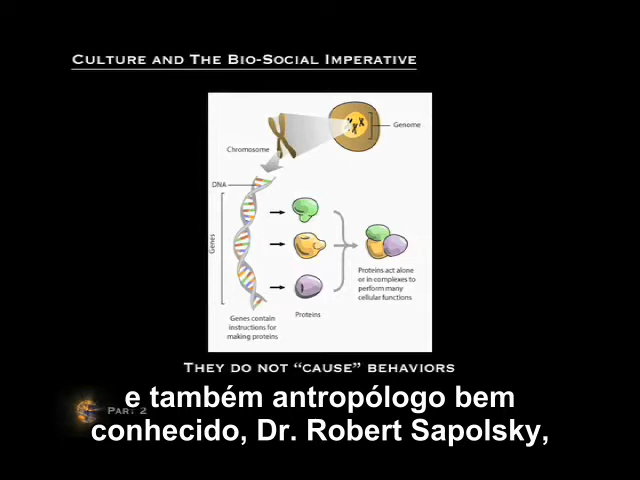 CULTURE AND THE BIO-SOCIAL IMPERATIVE
Genome
Chromosome
DNA
Genes
Proteins act alone
or in complexes to
perform many
cellular functions
Genes contain
instructions for
making proteins
Proteins
THEY DO NOT “CAUSE” BEHAVIORS
PART 2
e também antropólogo bem
conhecido, Dr. Robert Sapolsky,